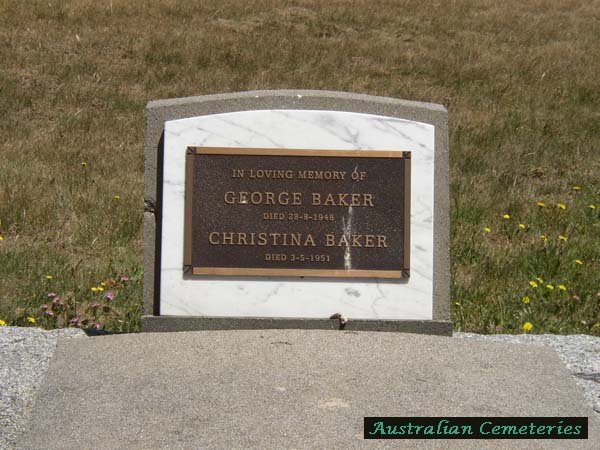 IN LOVING MEMORY OF
GEORGE BAKER
DIED 28-8-1948
CHRISTINA BAKER
DIED 3-5-1951
Australian Cemeteries